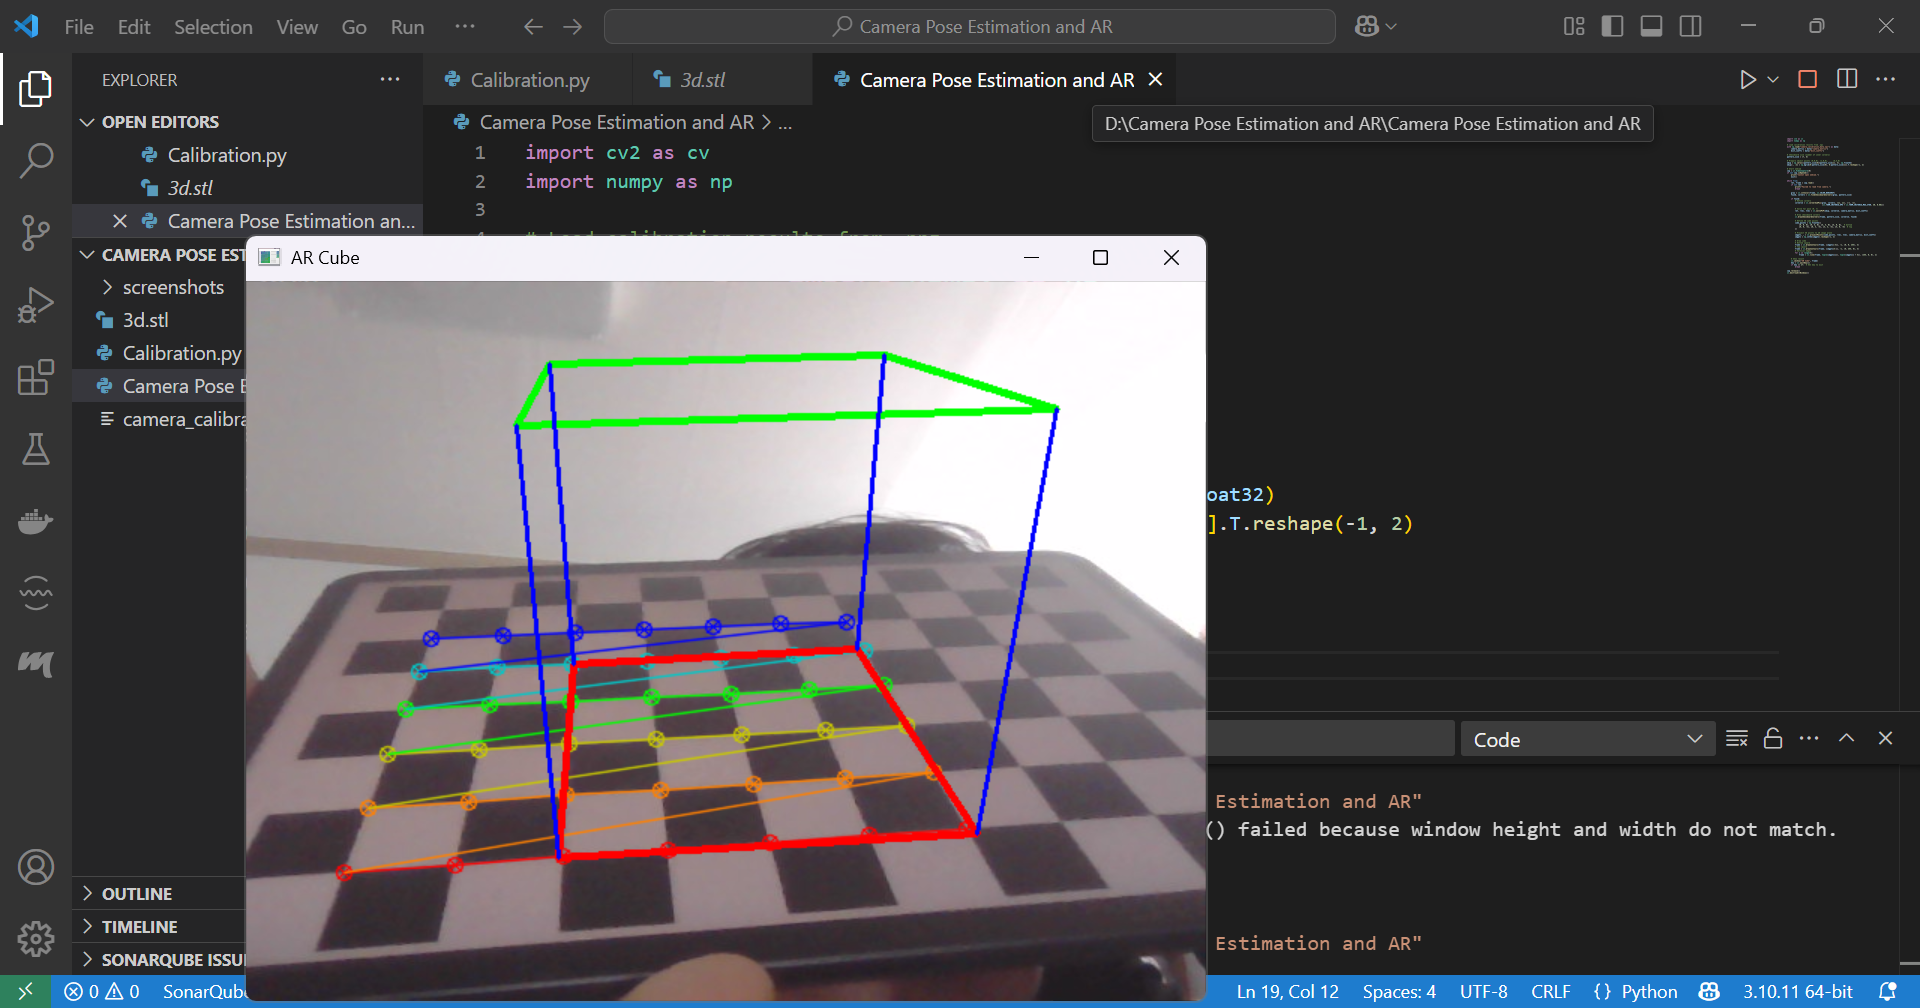 File Edit Selection View Go Run ···
Camera Pose Estimation and AR
EXPLORER
OPEN EDITORS
Calibration.py
3d.stl
Camera Pose Estimation an...
CAMERA POSE EST
screenshots
3d.stl
Calibration.py
Camera Pose E
camera_calibra
OUTLINE
TIMELINE
SONARQUBE ISSU
Calibration.py
3d.stl
Camera Pose Estimation and AR
Camera Pose Estimation and AR > ...
D:\Camera Pose Estimation and AR\Camera Pose Estimation and AR
1 import cv2 as cv
2 import numpy as np
3
AR Cube
oat32)
].T.reshape(-1, 2)
Code
Estimation and AR"
() failed because window height and width do not match.
Estimation and AR"
0 0 SonarQube
Ln 19, Col 12 Spaces: 4 UTF-8 CRLF {} Python 3.10.11 64-bit